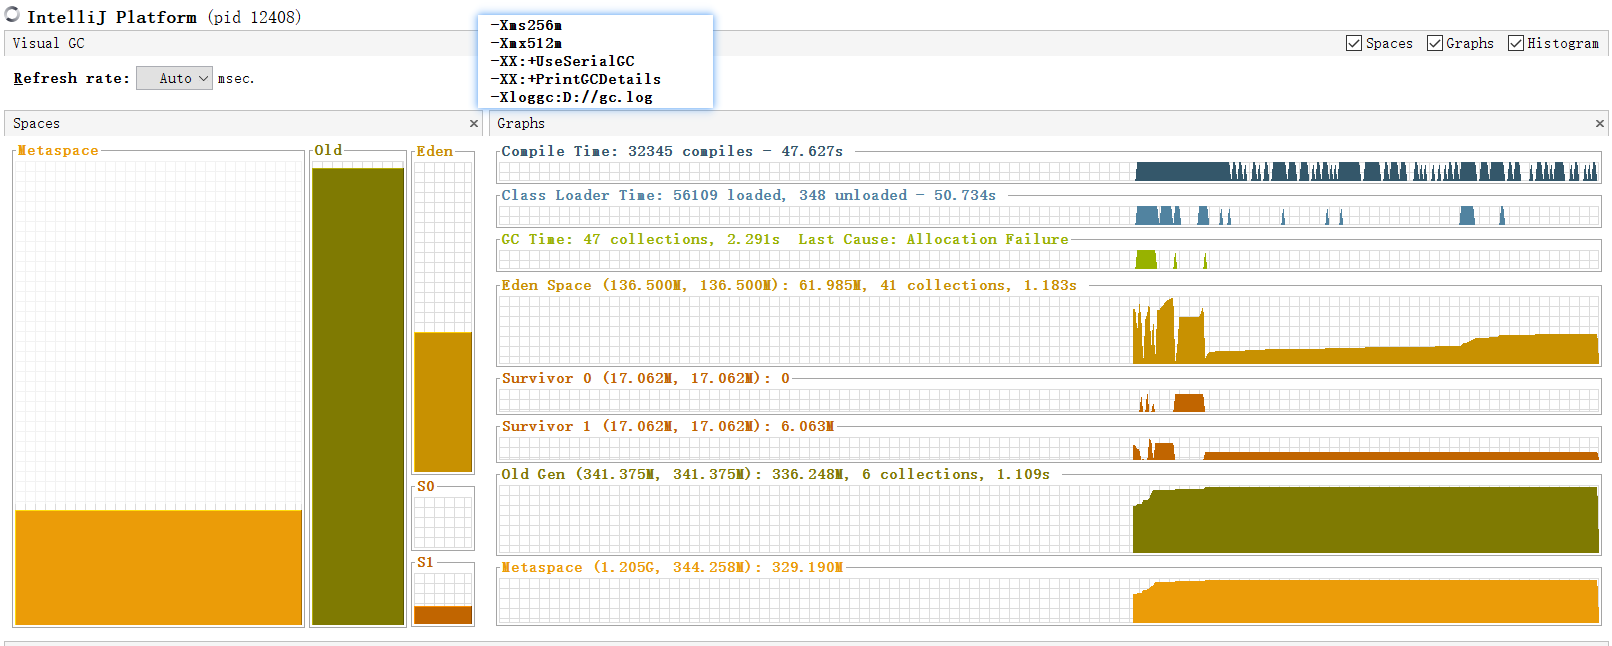 IntelliJ Platform (pid 12408)
-Xms256m
-Xmx512m
-XX:+UseSerialGC
-XX:+PrintGCDetails
-Xloggc:D://gc.log
Visual GC
Spaces
Graphs
Histogram
Refresh rate: Auto msec.
Spaces
Graphs
Metaspace
Old
Eden
S0
S1
Compile Time: 32345 compiles - 47.627s
Class Loader Time: 56109 loaded, 348 unloaded - 50.734s
GC Time: 47 collections, 2.291s Last Cause: Allocation Failure
Eden Space (136.500M, 136.500M): 61.985M, 41 collections, 1.183s
Survivor 0 (17.062M, 17.062M): 0
Survivor 1 (17.062M, 17.062M): 6.063M
Old Gen (341.375M, 341.375M): 336.248M, 6 collections, 1.109s
Metaspace (1.205G, 344.258M): 329.190M